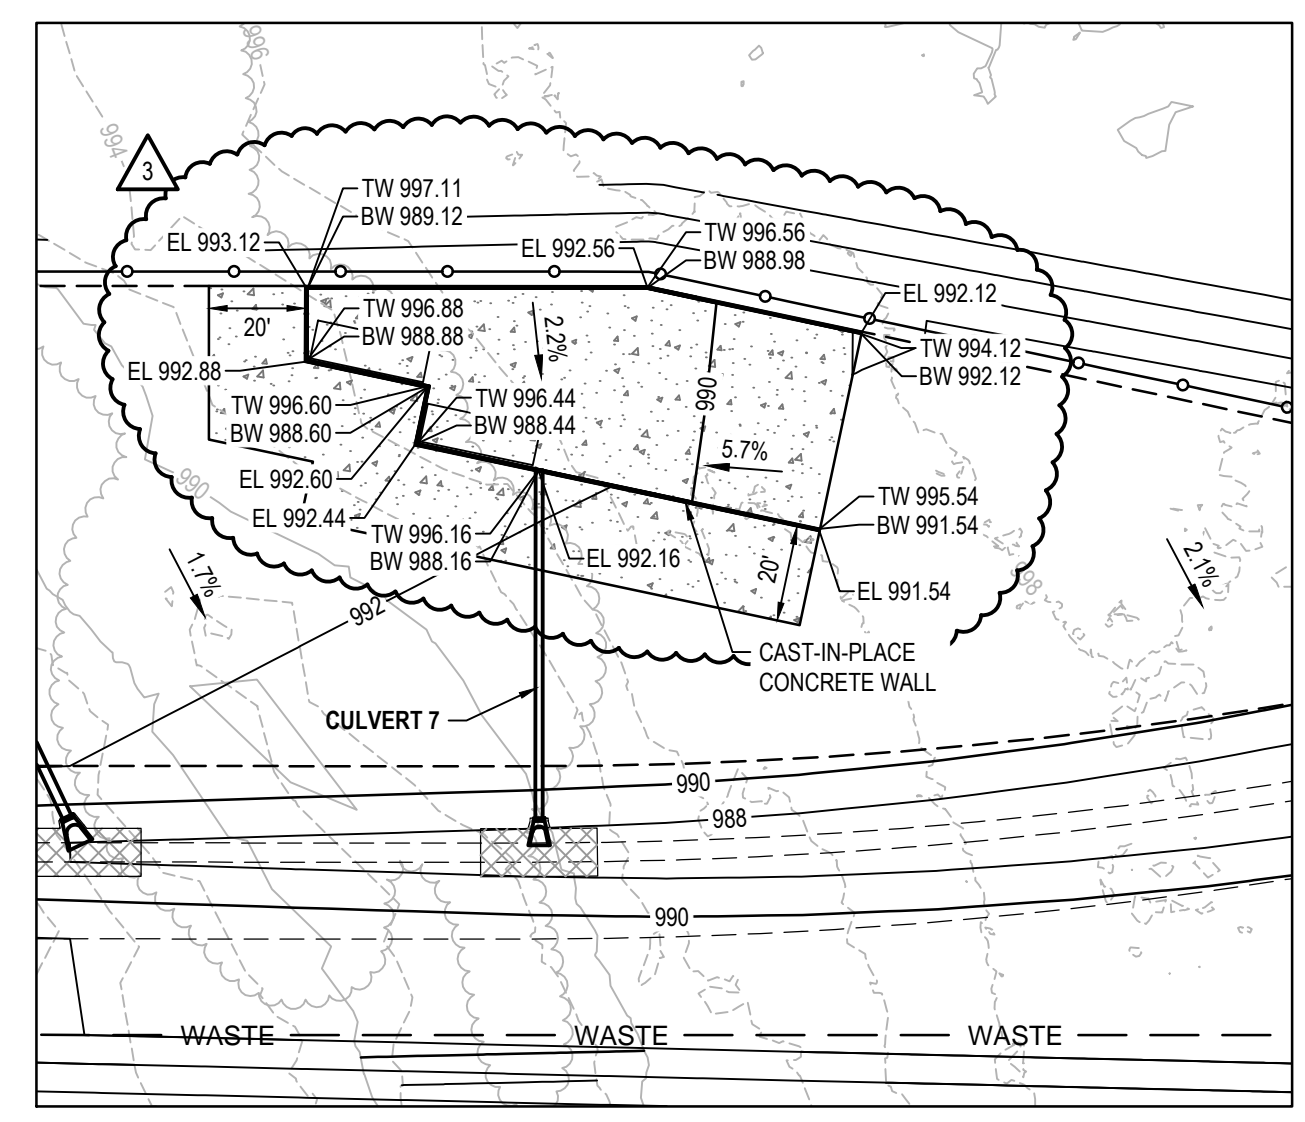 996
994
3
TW 997.11
BW 989.12
EL 993.12
EL 992.56
TW 996.56
BW 988.98
EL 992.12
TW 996.88
BW 988.88
20'
2.2%
TW 994.12
BW 992.12
EL 992.88
TW 996.60
BW 988.60
TW 996.44
BW 988.44
990
5.7%
990
EL 992.60
EL 992.44
TW 996.16
BW 988.16
TW 995.54
BW 991.54
EL 992.16
20'
EL 991.54
1.7%
992
998
2.1%
CAST-IN-PLACE
CONCRETE WALL
CULVERT 7
990
988
990
WASTE WASTE WASTE